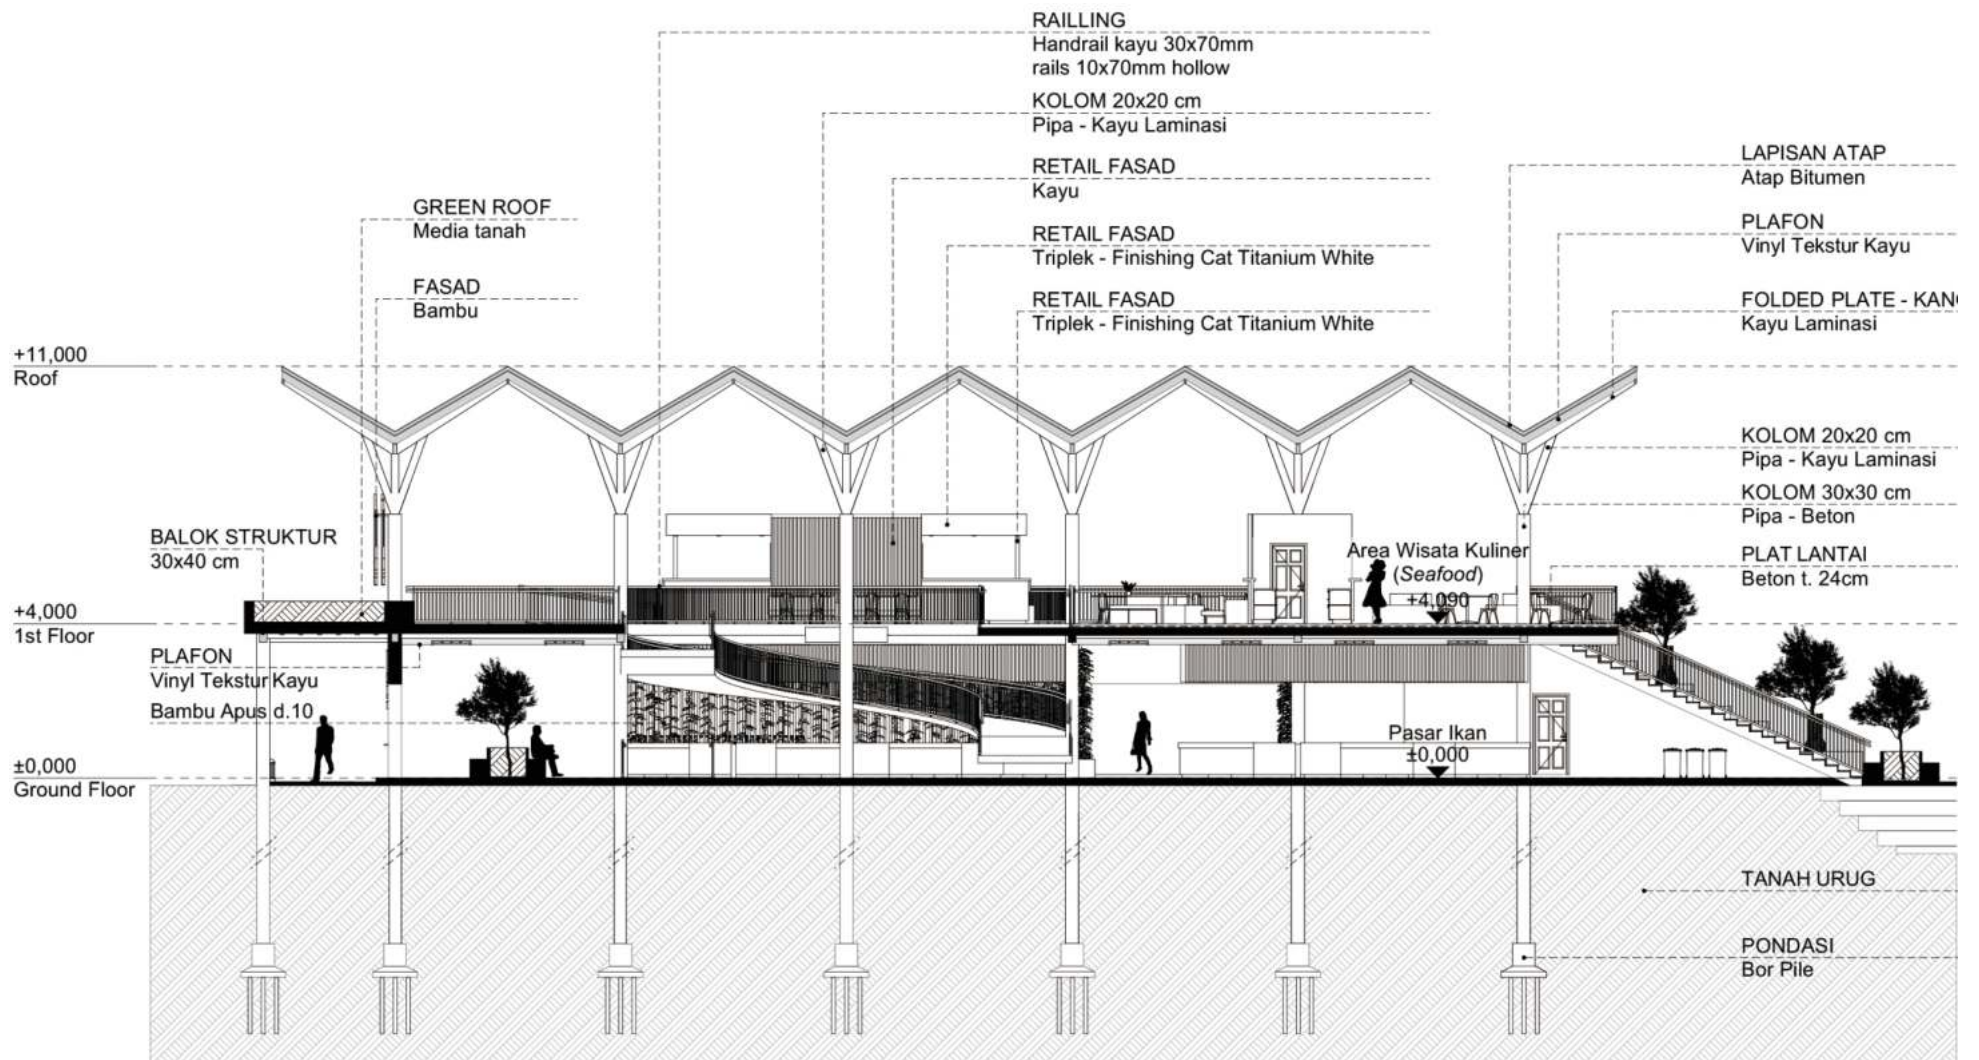 RAILLING
Handrail kayu 30x70mm
rails 10x70mm hollow
KOLOM 20x20 cm
Pipa - Kayu Laminasi
RETAIL FASAD
Kayu
RETAIL FASAD
Triplek - Finishing Cat Titanium White
RETAIL FASAD
Triplek - Finishing Cat Titanium White
GREEN ROOF
Media tanah
FASAD
Bambu
LAPISAN ATAP
Atap Bitumen
PLAFON
Vinyl Tekstur Kayu
FOLDED PLATE -
Kayu Laminasi
+11,000
Roof
KOLOM 20x20 cm
Pipa - Kayu Laminasi
KOLOM 30x30 cm
Pipa - Beton
PLAT LANTAI
Beton t. 24cm
BALOK STRUKTUR
30x40 cm
Area Wisata Kuliner
(Seafood)
+4,090
+4,000
1st Floor
PLAFON
Vinyl Tekstur Kayu
Bambu Apus d.10
Pasar Ikan
±0,000
±0,000
Ground Floor
TANAH URUG
PONDASI
Bor Pile